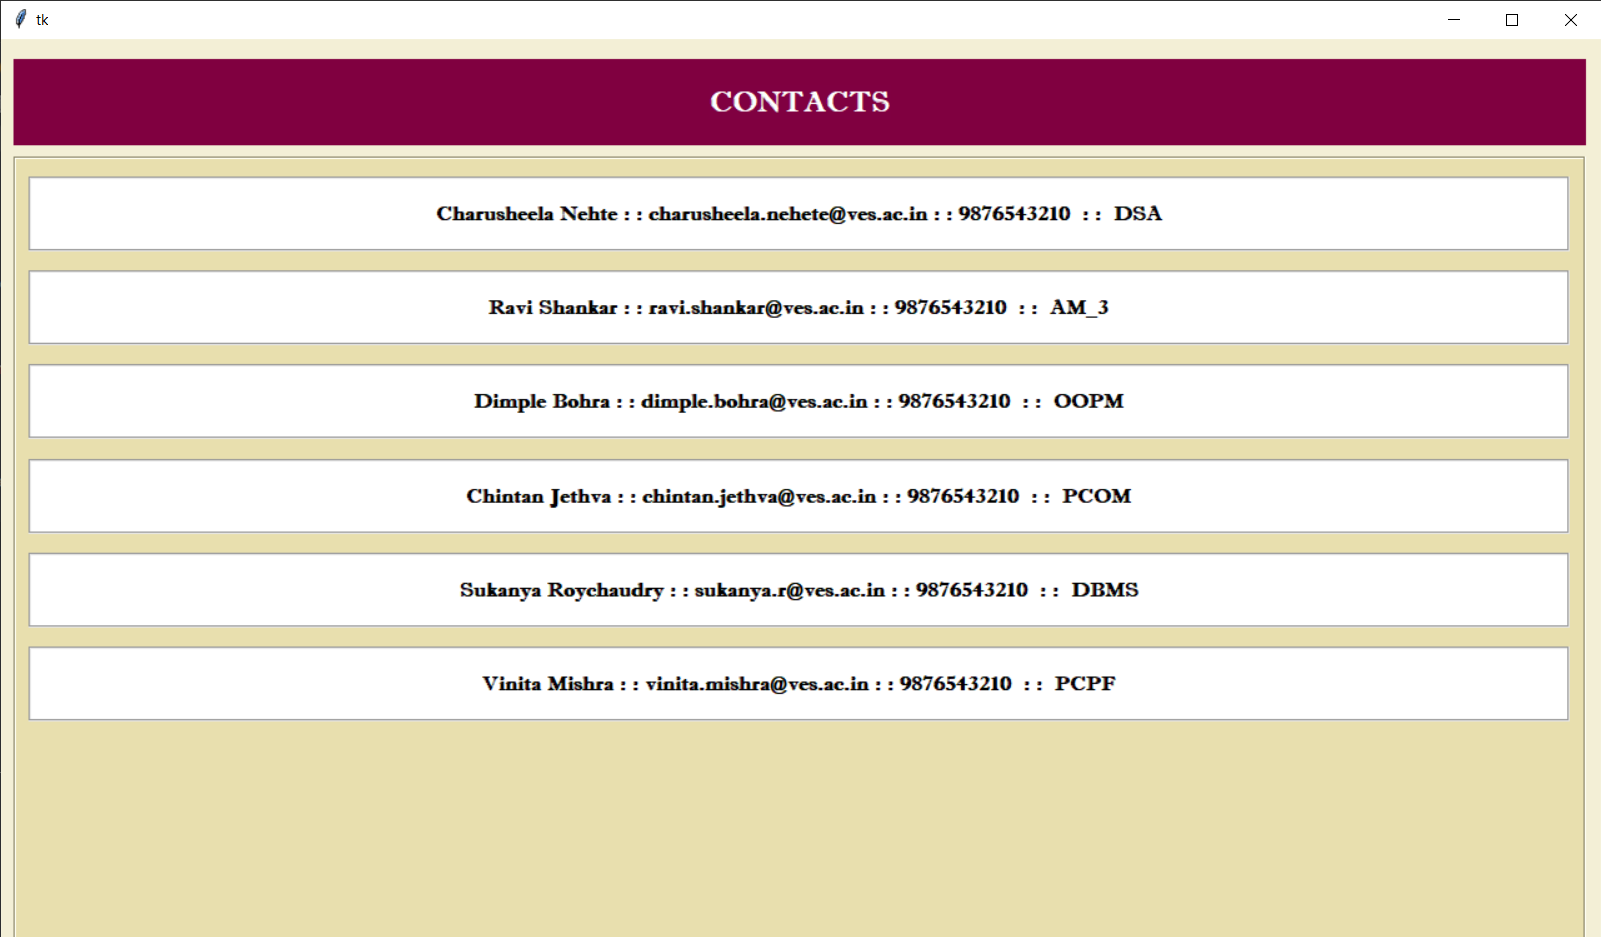 tk
CONTACTS
Charusheela Nehte : : charusheela.nehete@ves.ac.in : : 9876543210 : : DSA
Ravi Shankar : : ravi.shankar@ves.ac.in : : 9876543210 : : AM_3
Dimple Bohra : : dimple.bohra@ves.ac.in : : 9876543210 : : OOPM
Chintan Jethva : : chintan.jethva@ves.ac.in : : 9876543210 : : PCOM
Sukanya Roychaudry : : sukanya.r@ves.ac.in : : 9876543210 : : DBMS
Vinita Mishra : : vinita.mishra@ves.ac.in : : 9876543210 : : PCPF